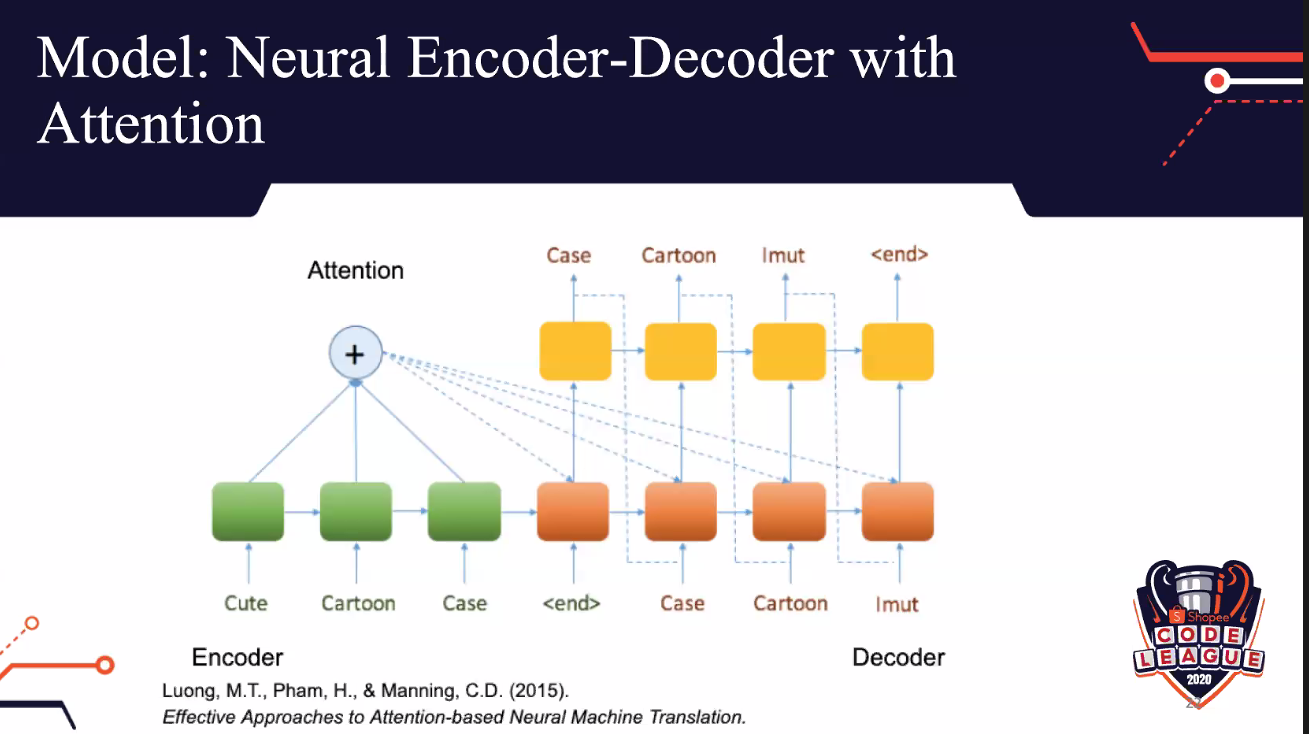 Model: Neural Encoder-Decoder with
Attention
Attention
Case Cartoon Imut <end>
+
Cute Cartoon Case <end> Case Cartoon Imut
Encoder Decoder
Luong, M.T., Pham, H., & Manning, C.D. (2015).
Effective Approaches to Attention-based Neural Machine Translation.
Shopee
CODE
LEAGUE
2020